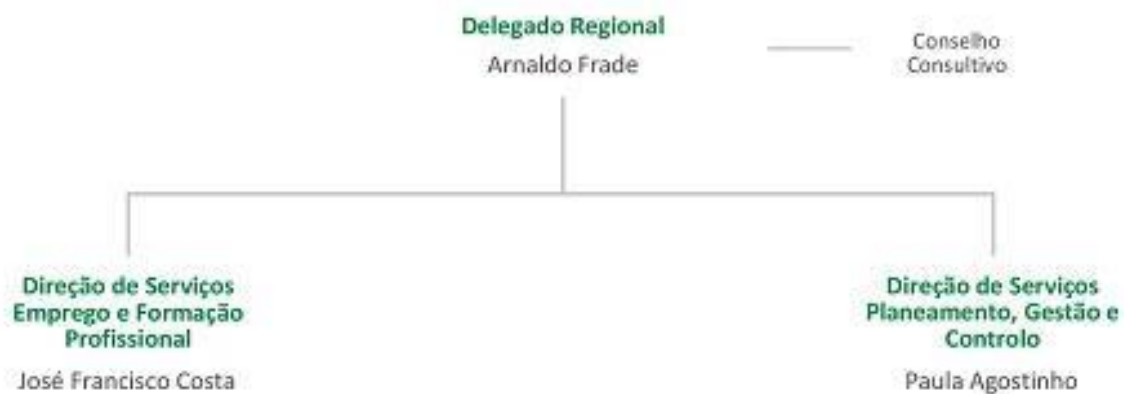 Delegado Regional
Arnaldo Frade
Conselho
Consultivo
Direção de Serviços
Emprego e Formação
Profissional
José Francisco Costa
Direção de Serviços
Planeamento, Gestão e
Controlo
Paula Agostinho